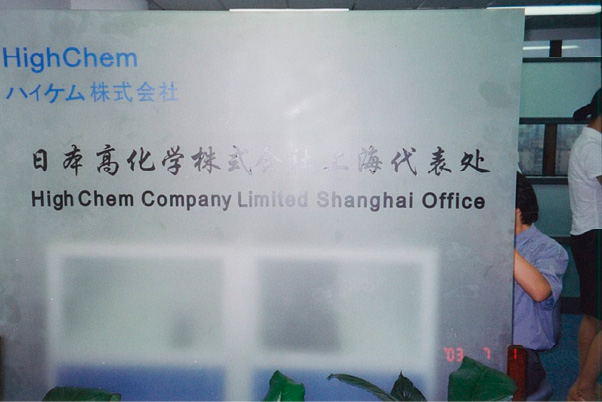 HighChem
ハイケム株式会社
日本高化学株式会社上海代表处
High Chem Company Limited Shanghai Office
'03 7 1